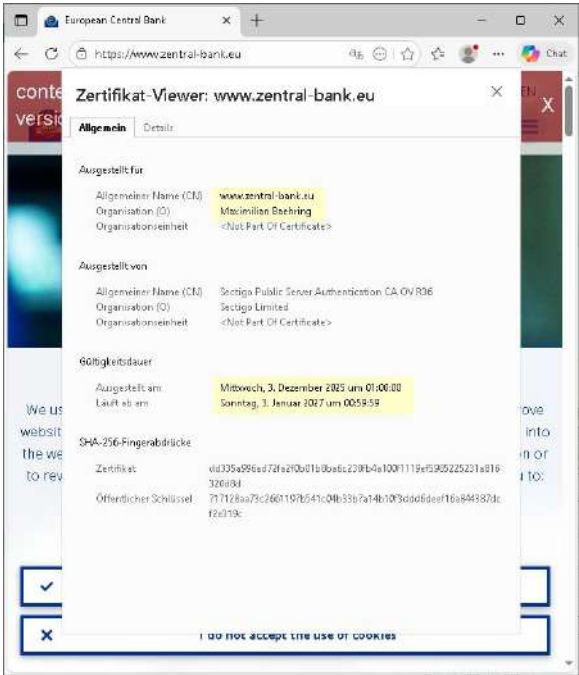 European Central Bank
https://www.zentral-bank.eu
Chat
conte
EN
X
versic
Zertifikat-Viewer: www.zentral-bank.eu
Allgemein Details
Ausgestellt für
Allgemeiner Name (CN) www.zentral-bank.eu
Organisation (O) Maximilian Baehring
Organisationseinheit <Not Part Of Certificate>
Ausgestellt von
Allgemeiner Name (CN) Sectigo Public Server Authentication CA OV R36
Organisation (O) Sectigo Limited
Organisationseinheit <Not Part Of Certificate>
Gültigkeitsdauer
Ausgestellt am Mittwoch, 3. Dezember 2025 um 01:00:00
Läuft ab am Sonntag, 3. Januar 2027 um 00:59:59
We us
ove
websit
into
the we
n or
to rev
u to:
SHA-256-Fingerabdrücke
Zertifikat
Öffentlicher Schlüssel
I do not accept the use of cookies